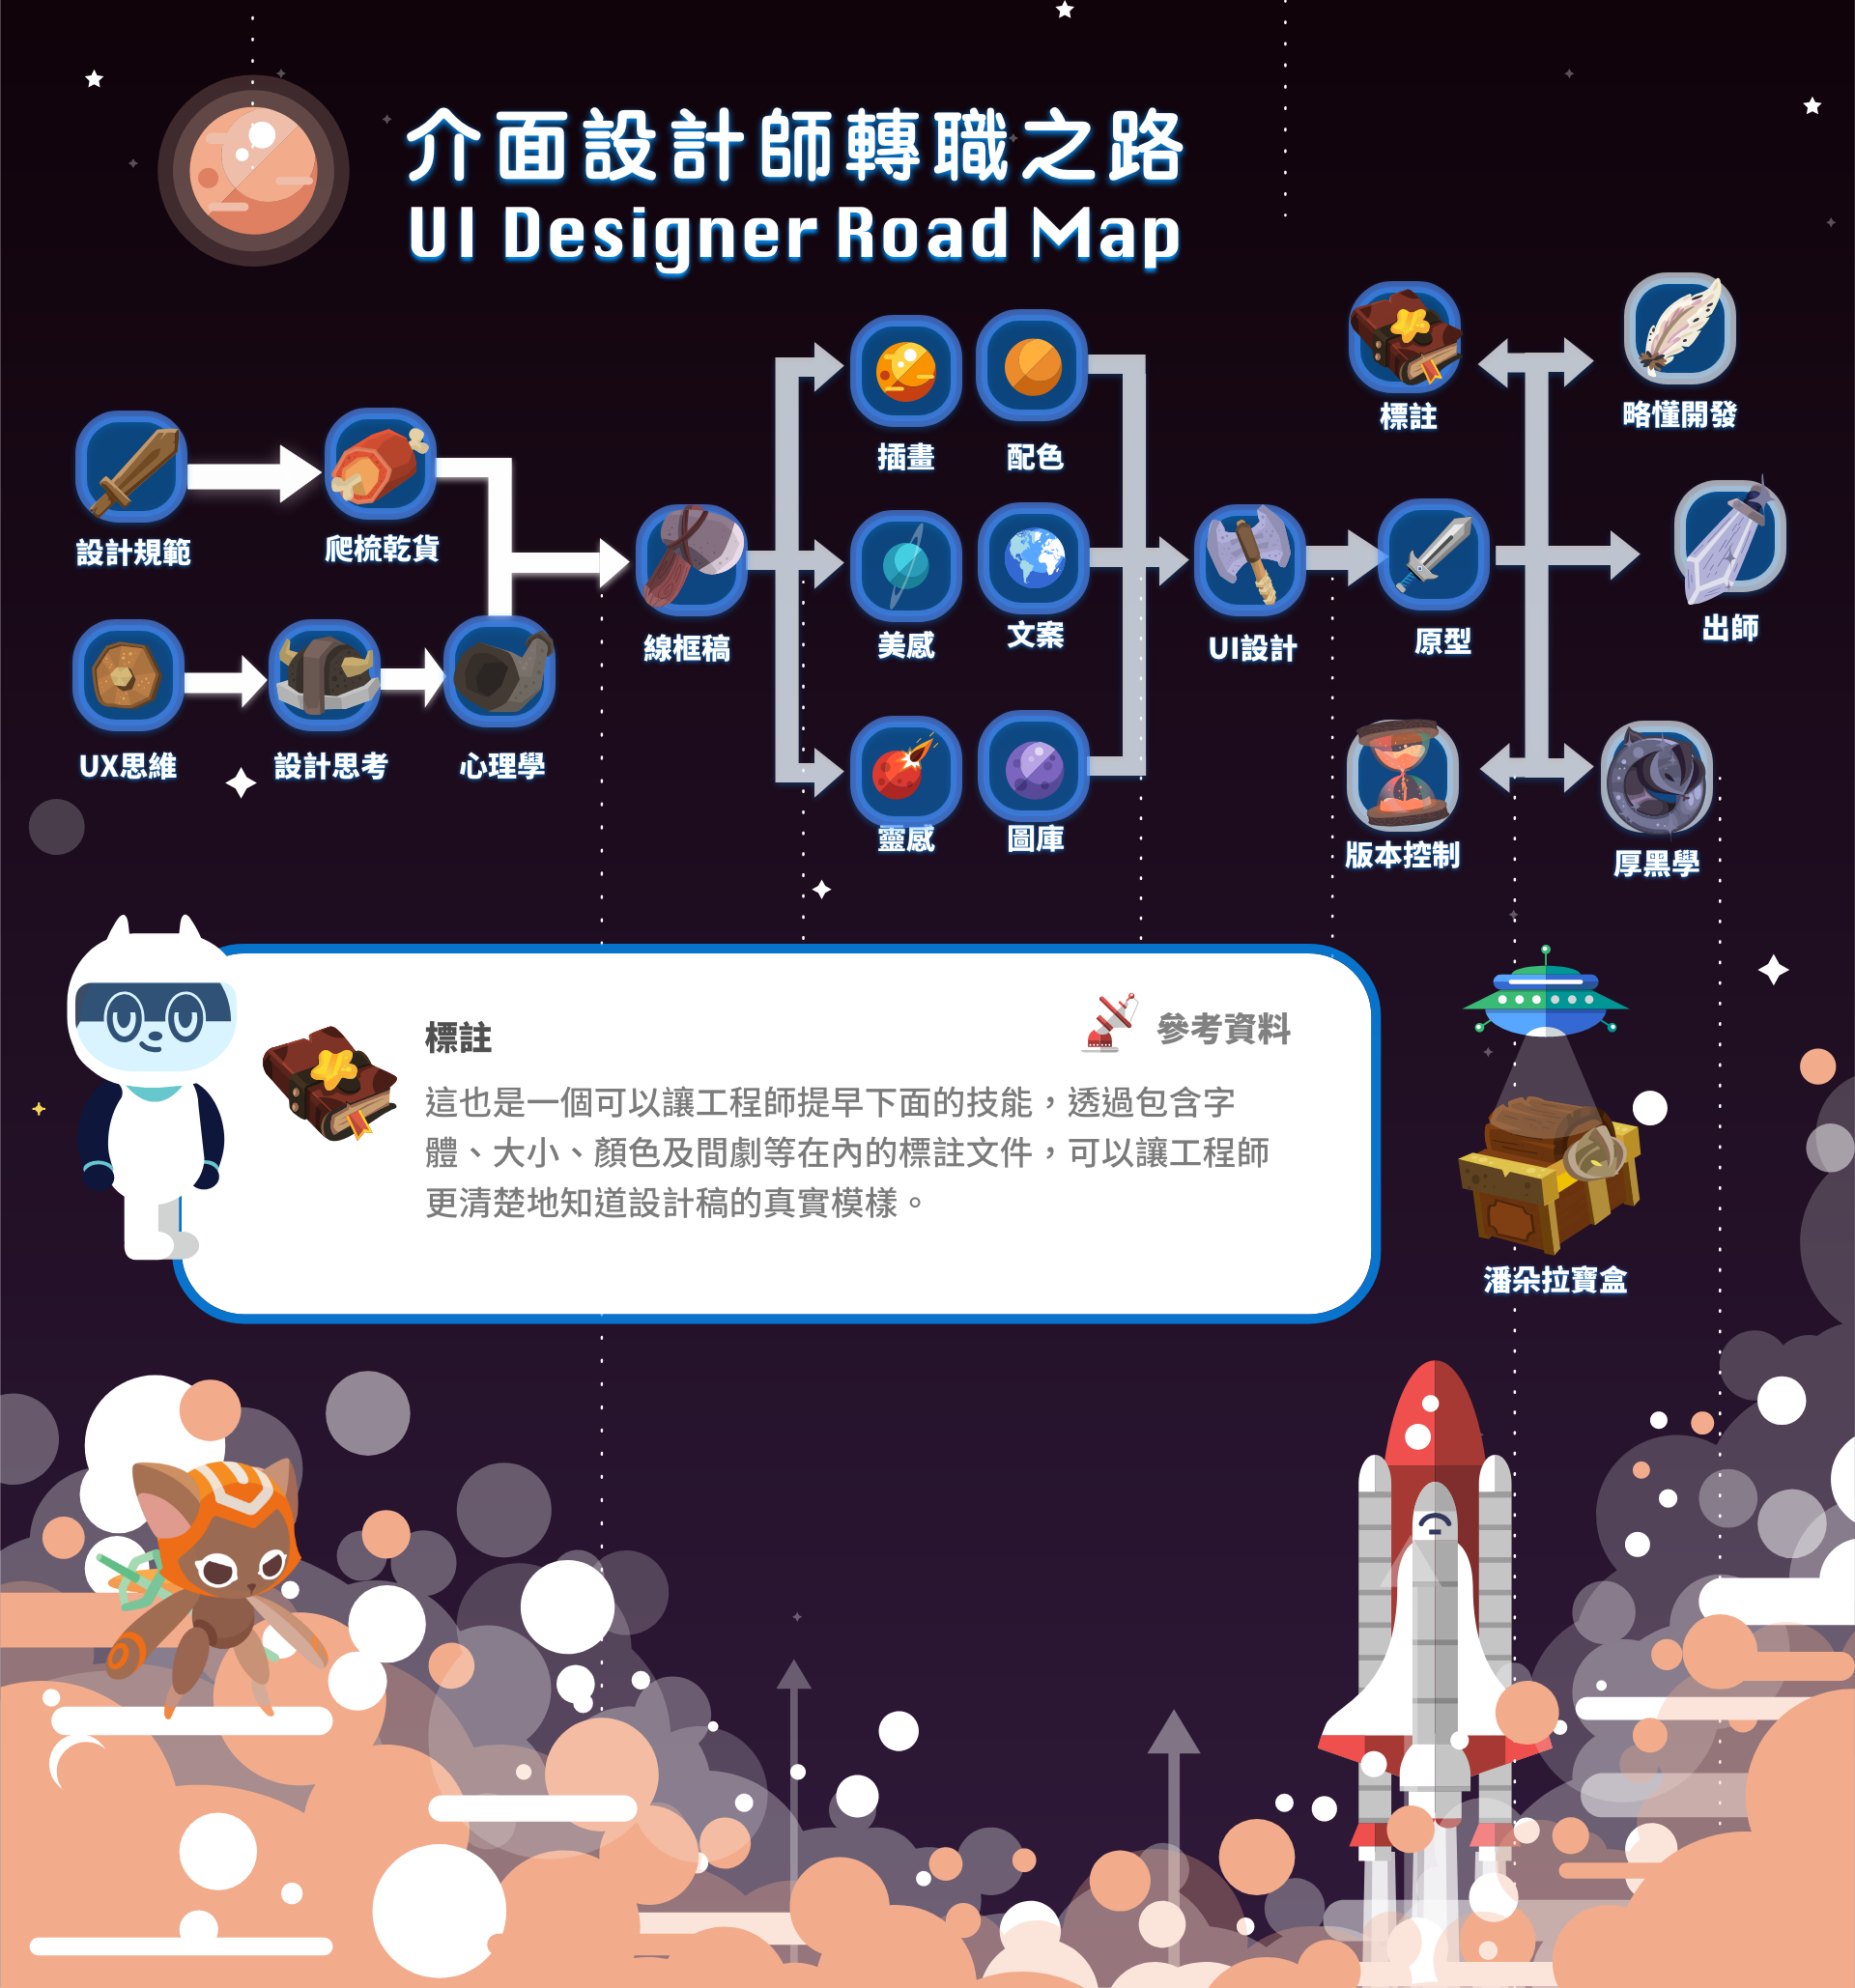 介面設計師轉職之路
UI Designer Road Map
標註
略懂開發
插畫
配色
設計規範
爬梳乾貨
線框稿
美感
文案
UI設計
原型
出師
UX思維
設計思考
心理學
靈感
圖庫
版本控制
厚黑學
標註
參考資料
這也是一個可以讓工程師提早下面的技能，透過包含字
體、大小、顏色及間劇等在內的標註文件，可以讓工程師
更清楚地知道設計稿的真實模樣。
潘朵拉寶盒